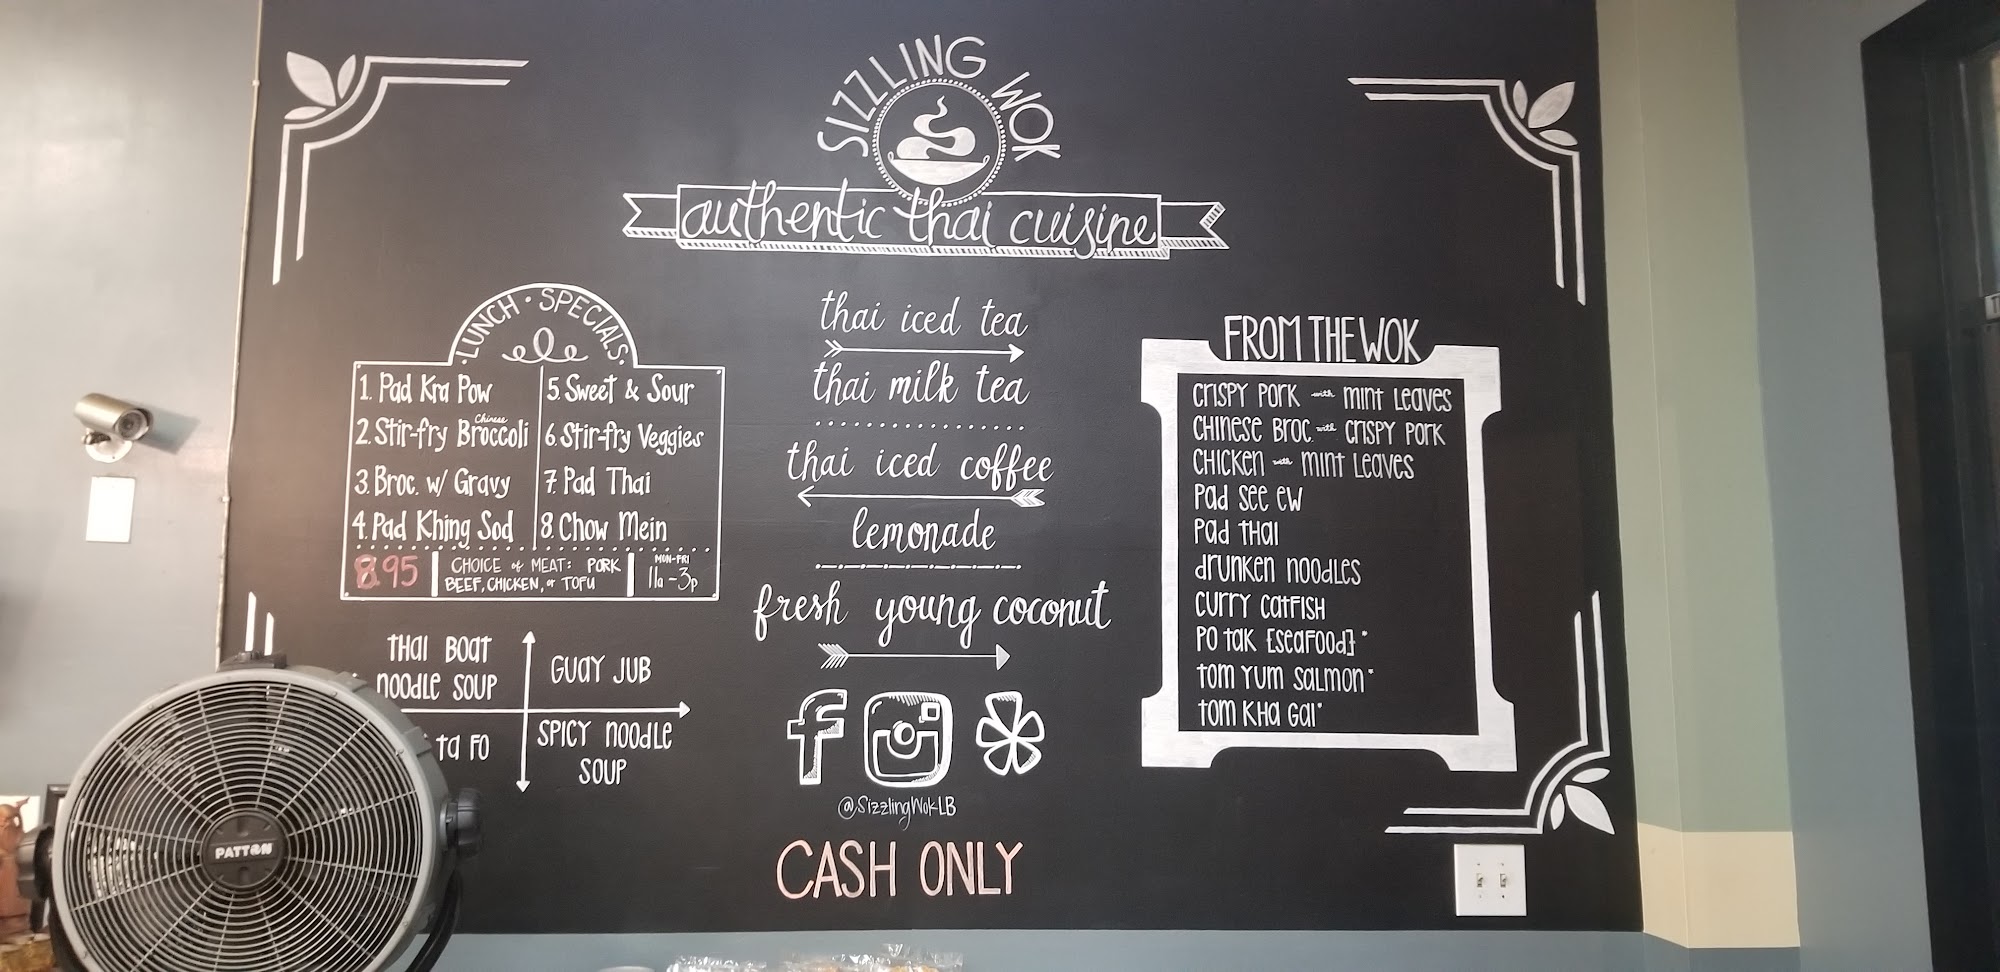 SIZZLING WOK
authentic thai cuisine
LUNCH · SPECIALS
1. Pad Kra Pow
2. Stir-fry Chinese Broccoli
3. Broc. w/ Gravy
4. Pad Khing Sod
5. Sweet & Sour
6. Stir-fry Veggies
7. Pad Thai
8. Chow Mein
8.95
CHOICE of MEAT: PORK
BEEF, CHICKEN, or TOFU
MON-FRI
11a-3p
THAI BOAT
NOODLE SOUP
GUAY JUB
TA FO
SPICY NOODLE
SOUP
thai iced tea
thai milk tea
thai iced coffee
lemonade
fresh young coconut
@SizzlingWokLB
CASH ONLY
FROM THE WOK
CRISPY PORK with MINT LEAVES
CHINESE BROC. with CRISPY PORK
CHICKEN with MINT LEAVES
PAD SEE EW
PAD THAI
DRUNKEN NOODLES
CURRY CATFISH
PO TAK [SEAFOOD]*
TOM YUM SALMON*
TOM KHA GAI*
PATTON